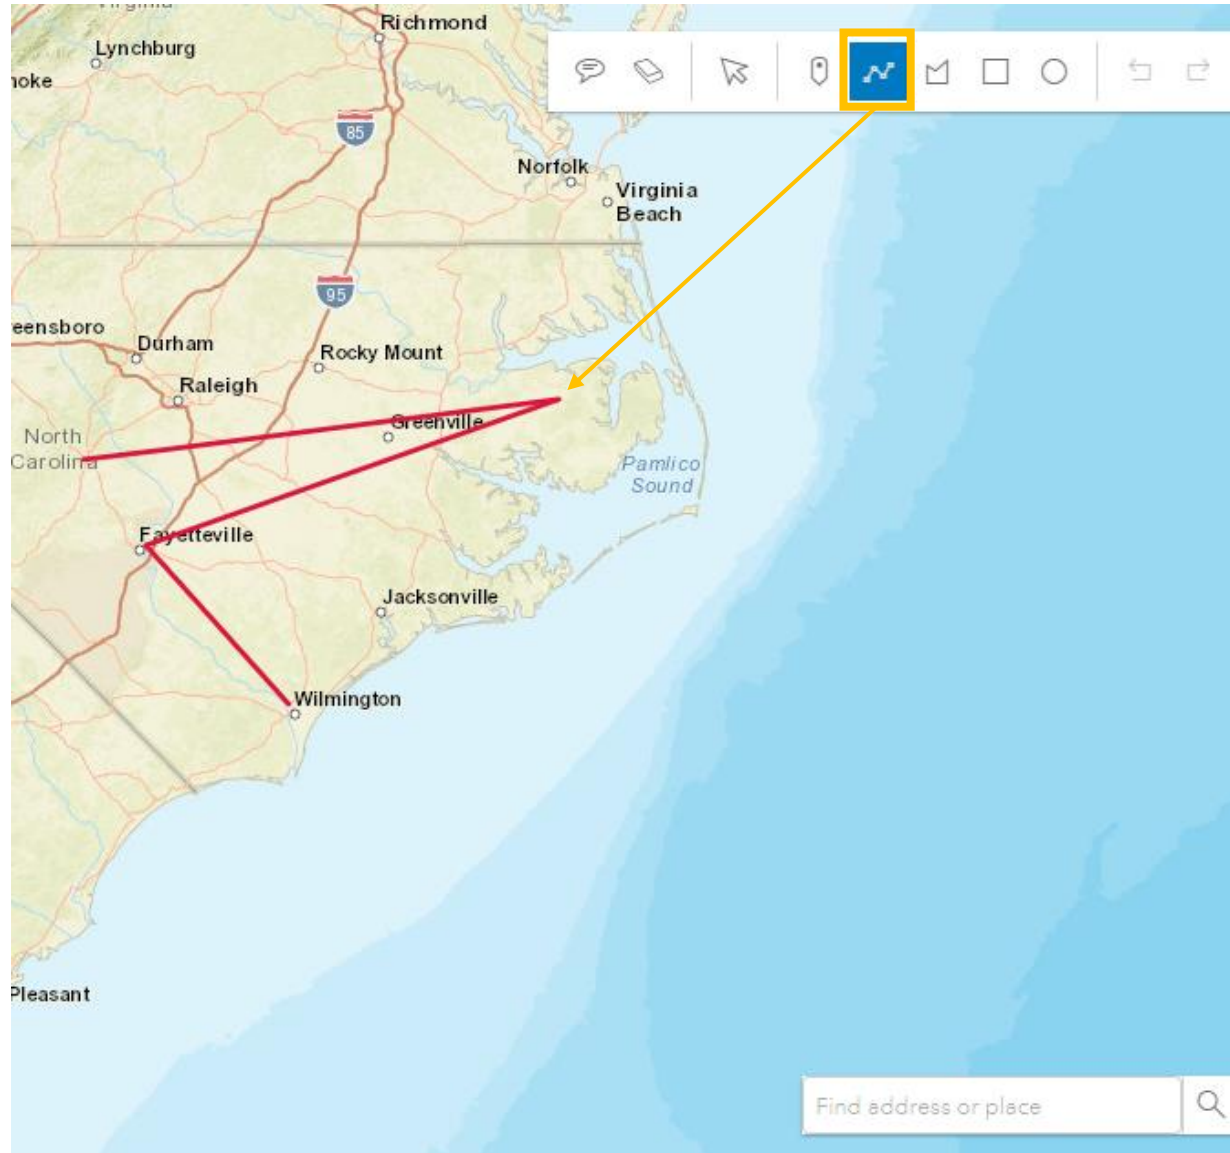 Richmond
Lynchburg
noke
85
Norfolk
Virginia
Beach
95
eensboro
Durham
Rocky Mount
Raleigh
Greenville
North
Carolina
Pamlico
Sound
Fayetteville
Jacksonville
Wilmington
Pleasant
Find address or place